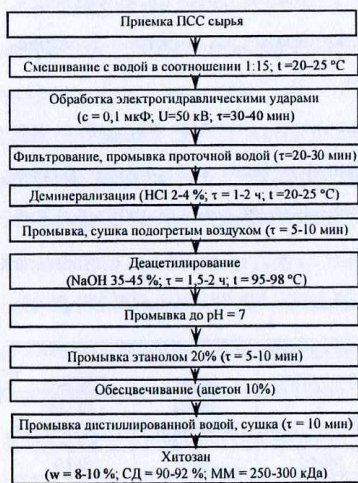 Приемка ПСС сырья
Смешивание с водой в соотношении 1:15; t =20–25 °C
Обработка электрогидравлическими ударами
(с = 0,1 мкФ; U=50 кВ; τ=30-40 мин)
Фильтрование, промывка проточной водой (τ=20-30 мин)
Деминерализация (HCl 2-4 %; τ = 1-2 ч; t =20-25 °C)
Промывка, сушка подогретым воздухом (τ = 5-10 мин)
Деацетилирование
(NaOH 35-45 %; τ = 1,5-2 ч; t = 95-98 °C)
Промывка до pH = 7
Промывка этанолом 20% (τ = 5-10 мин)
Обесцвечивание (ацетон 10%)
Промывка дистиллированной водой, сушка (τ = 10 мин)
Хитозан
(w = 8-10 %; СД = 90-92 %; ММ = 250-300 кДа)